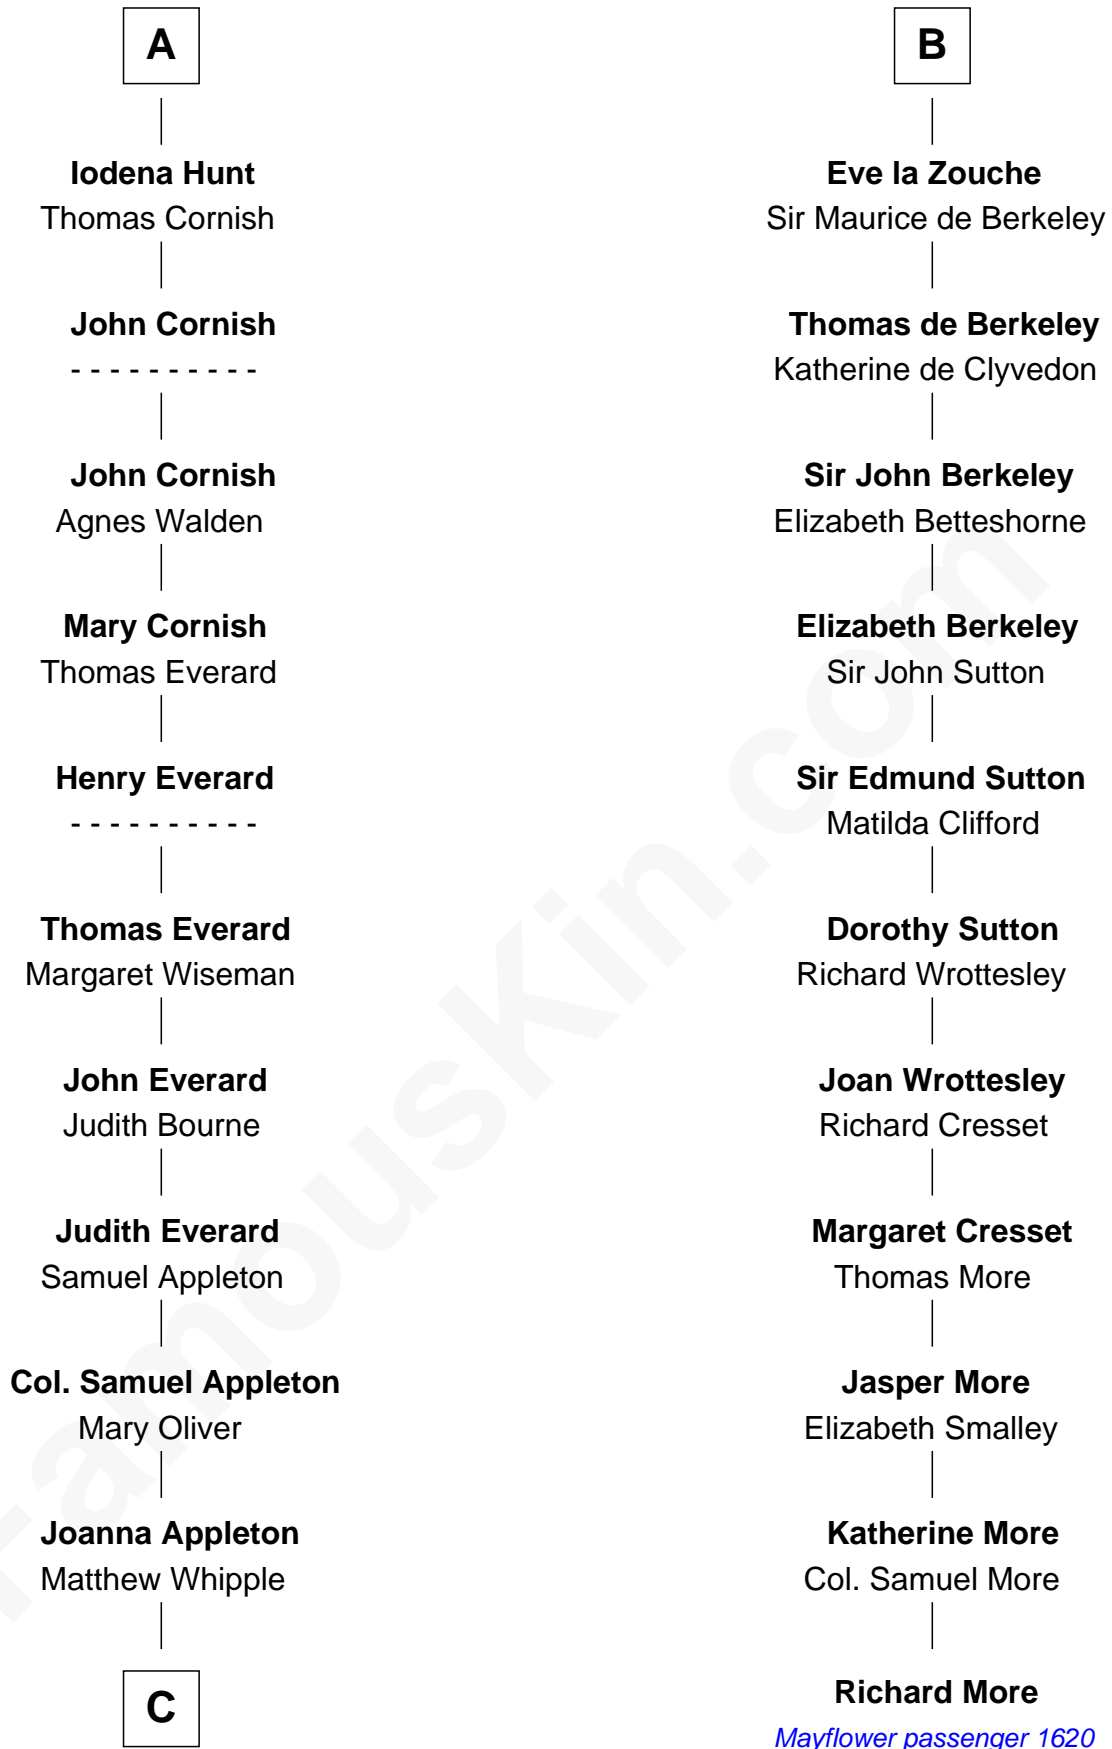 A
Iodena Hunt
Thomas Cornish
John Cornish
- - - - - - - - - -
John Cornish
Agnes Walden
Mary Cornish
Thomas Everard
Henry Everard
- - - - - - - - - -
Thomas Everard
Margaret Wiseman
John Everard
Judith Bourne
Judith Everard
Samuel Appleton
Col. Samuel Appleton
Mary Oliver
Joanna Appleton
Matthew Whipple
C
B
Eve la Zouche
Sir Maurice de Berkeley
Thomas de Berkeley
Katherine de Clyvedon
Sir John Berkeley
Elizabeth Betteshorne
Elizabeth Berkeley
Sir John Sutton
Sir Edmund Sutton
Matilda Clifford
Dorothy Sutton
Richard Wrottesley
Joan Wrottesley
Richard Cresset
Margaret Cresset
Thomas More
Jasper More
Elizabeth Smalley
Katherine More
Col. Samuel More
Richard More
Mayflower passenger 1620
FamousKin.com